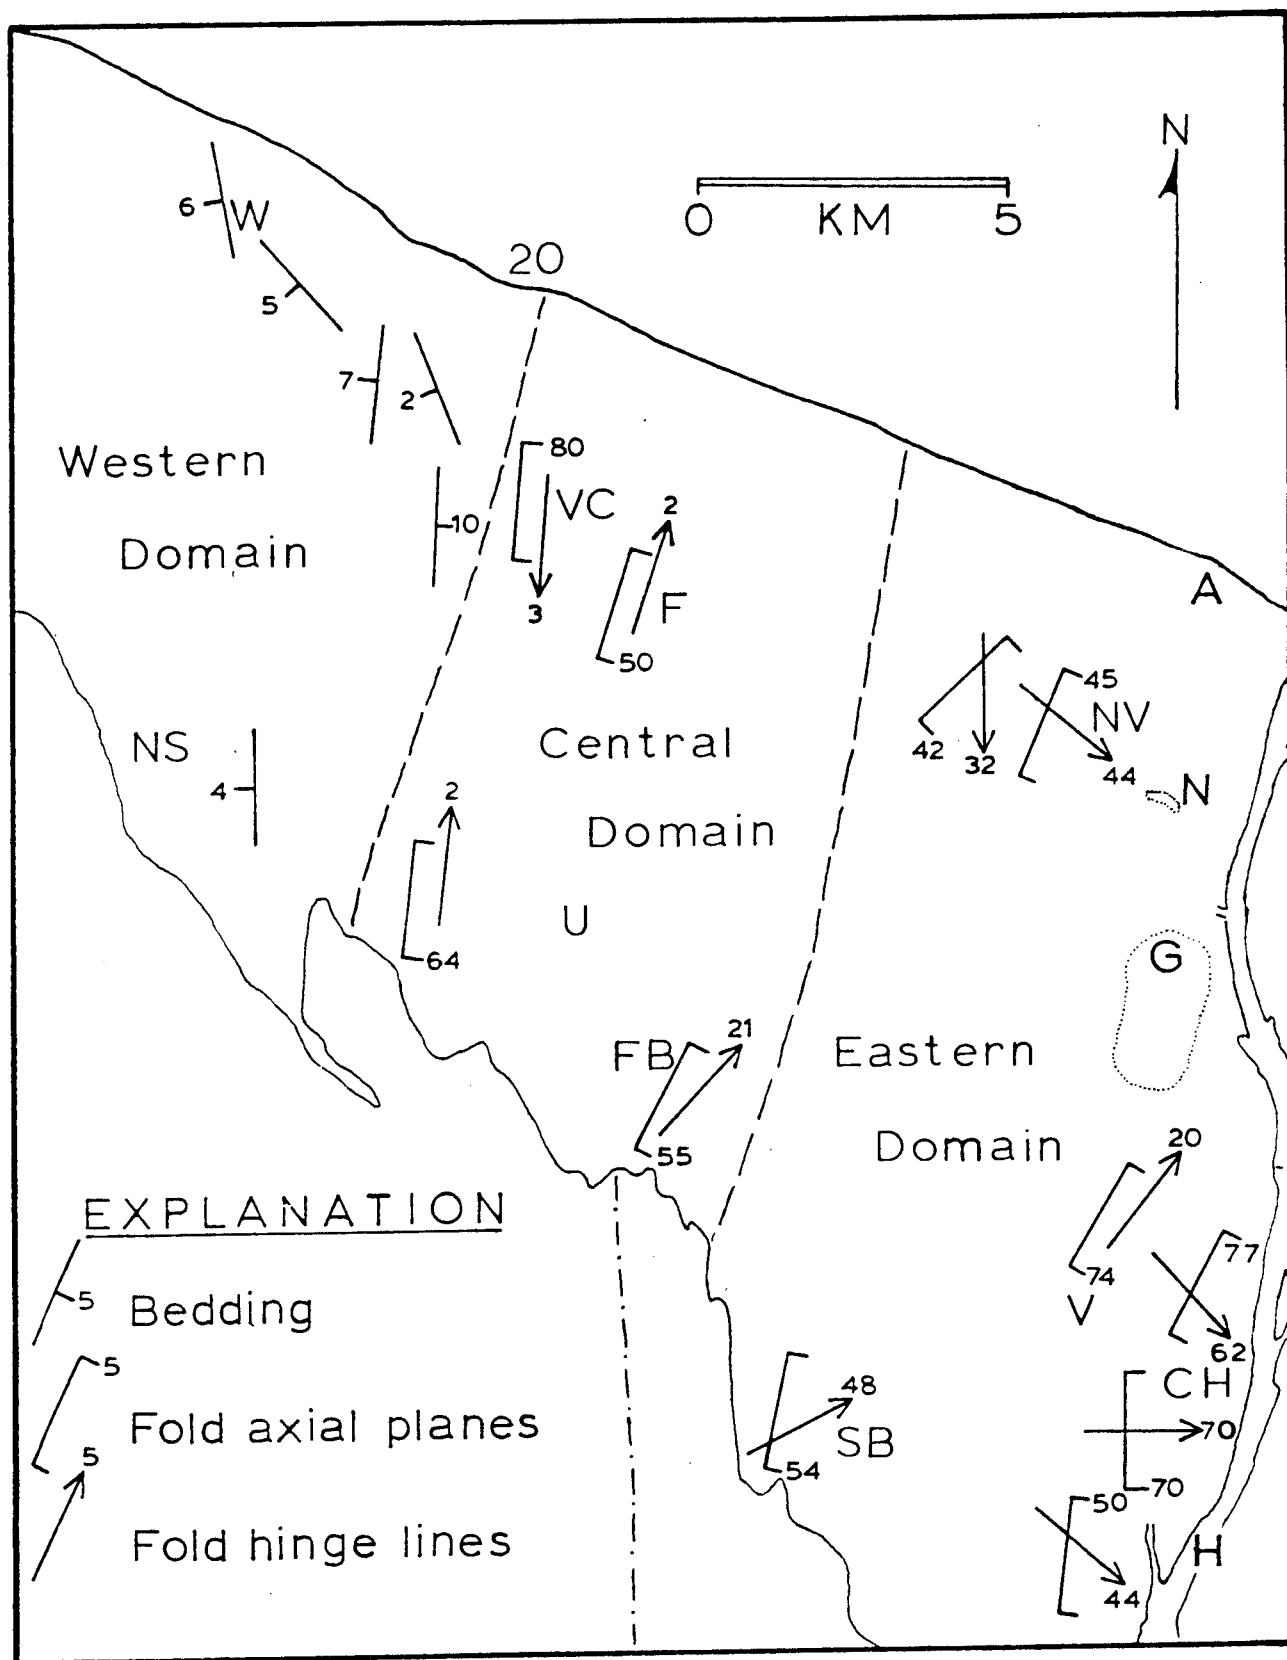 N
0 KM 5
6 W
20
5
7
2
Western
Domain
10
80
VC
3
2
F
50
A
NS
4
Central
Domain
45
NV
42
32
44
N
2
U
64
G
FB
21
55
Eastern
Domain
20
74
V
77
62
CH
48
SB
54
70
70
50
H
44
EXPLANATION
5 Bedding
5
Fold axial planes
5
Fold hinge lines